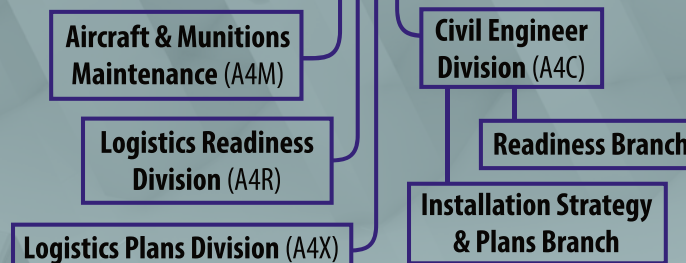 Aircraft & Munitions
Maintenance (A4M)
Logistics Readiness
Division (A4R)
Logistics Plans Division (A4X)
Civil Engineer
Division (A4C)
Readiness Branch
Installation Strategy
& Plans Branch